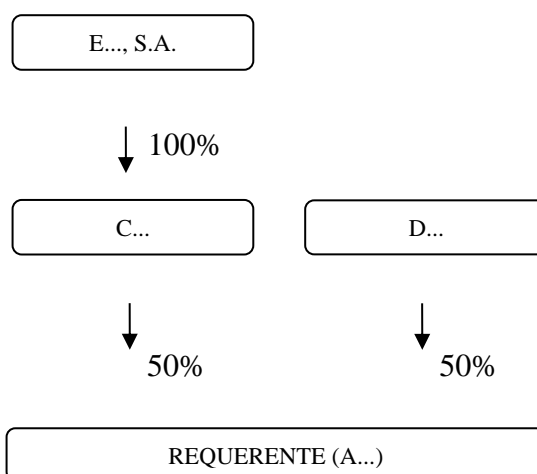 E..., S.A.
100%
C... D...
50% 50%
REQUERENTE (A...)